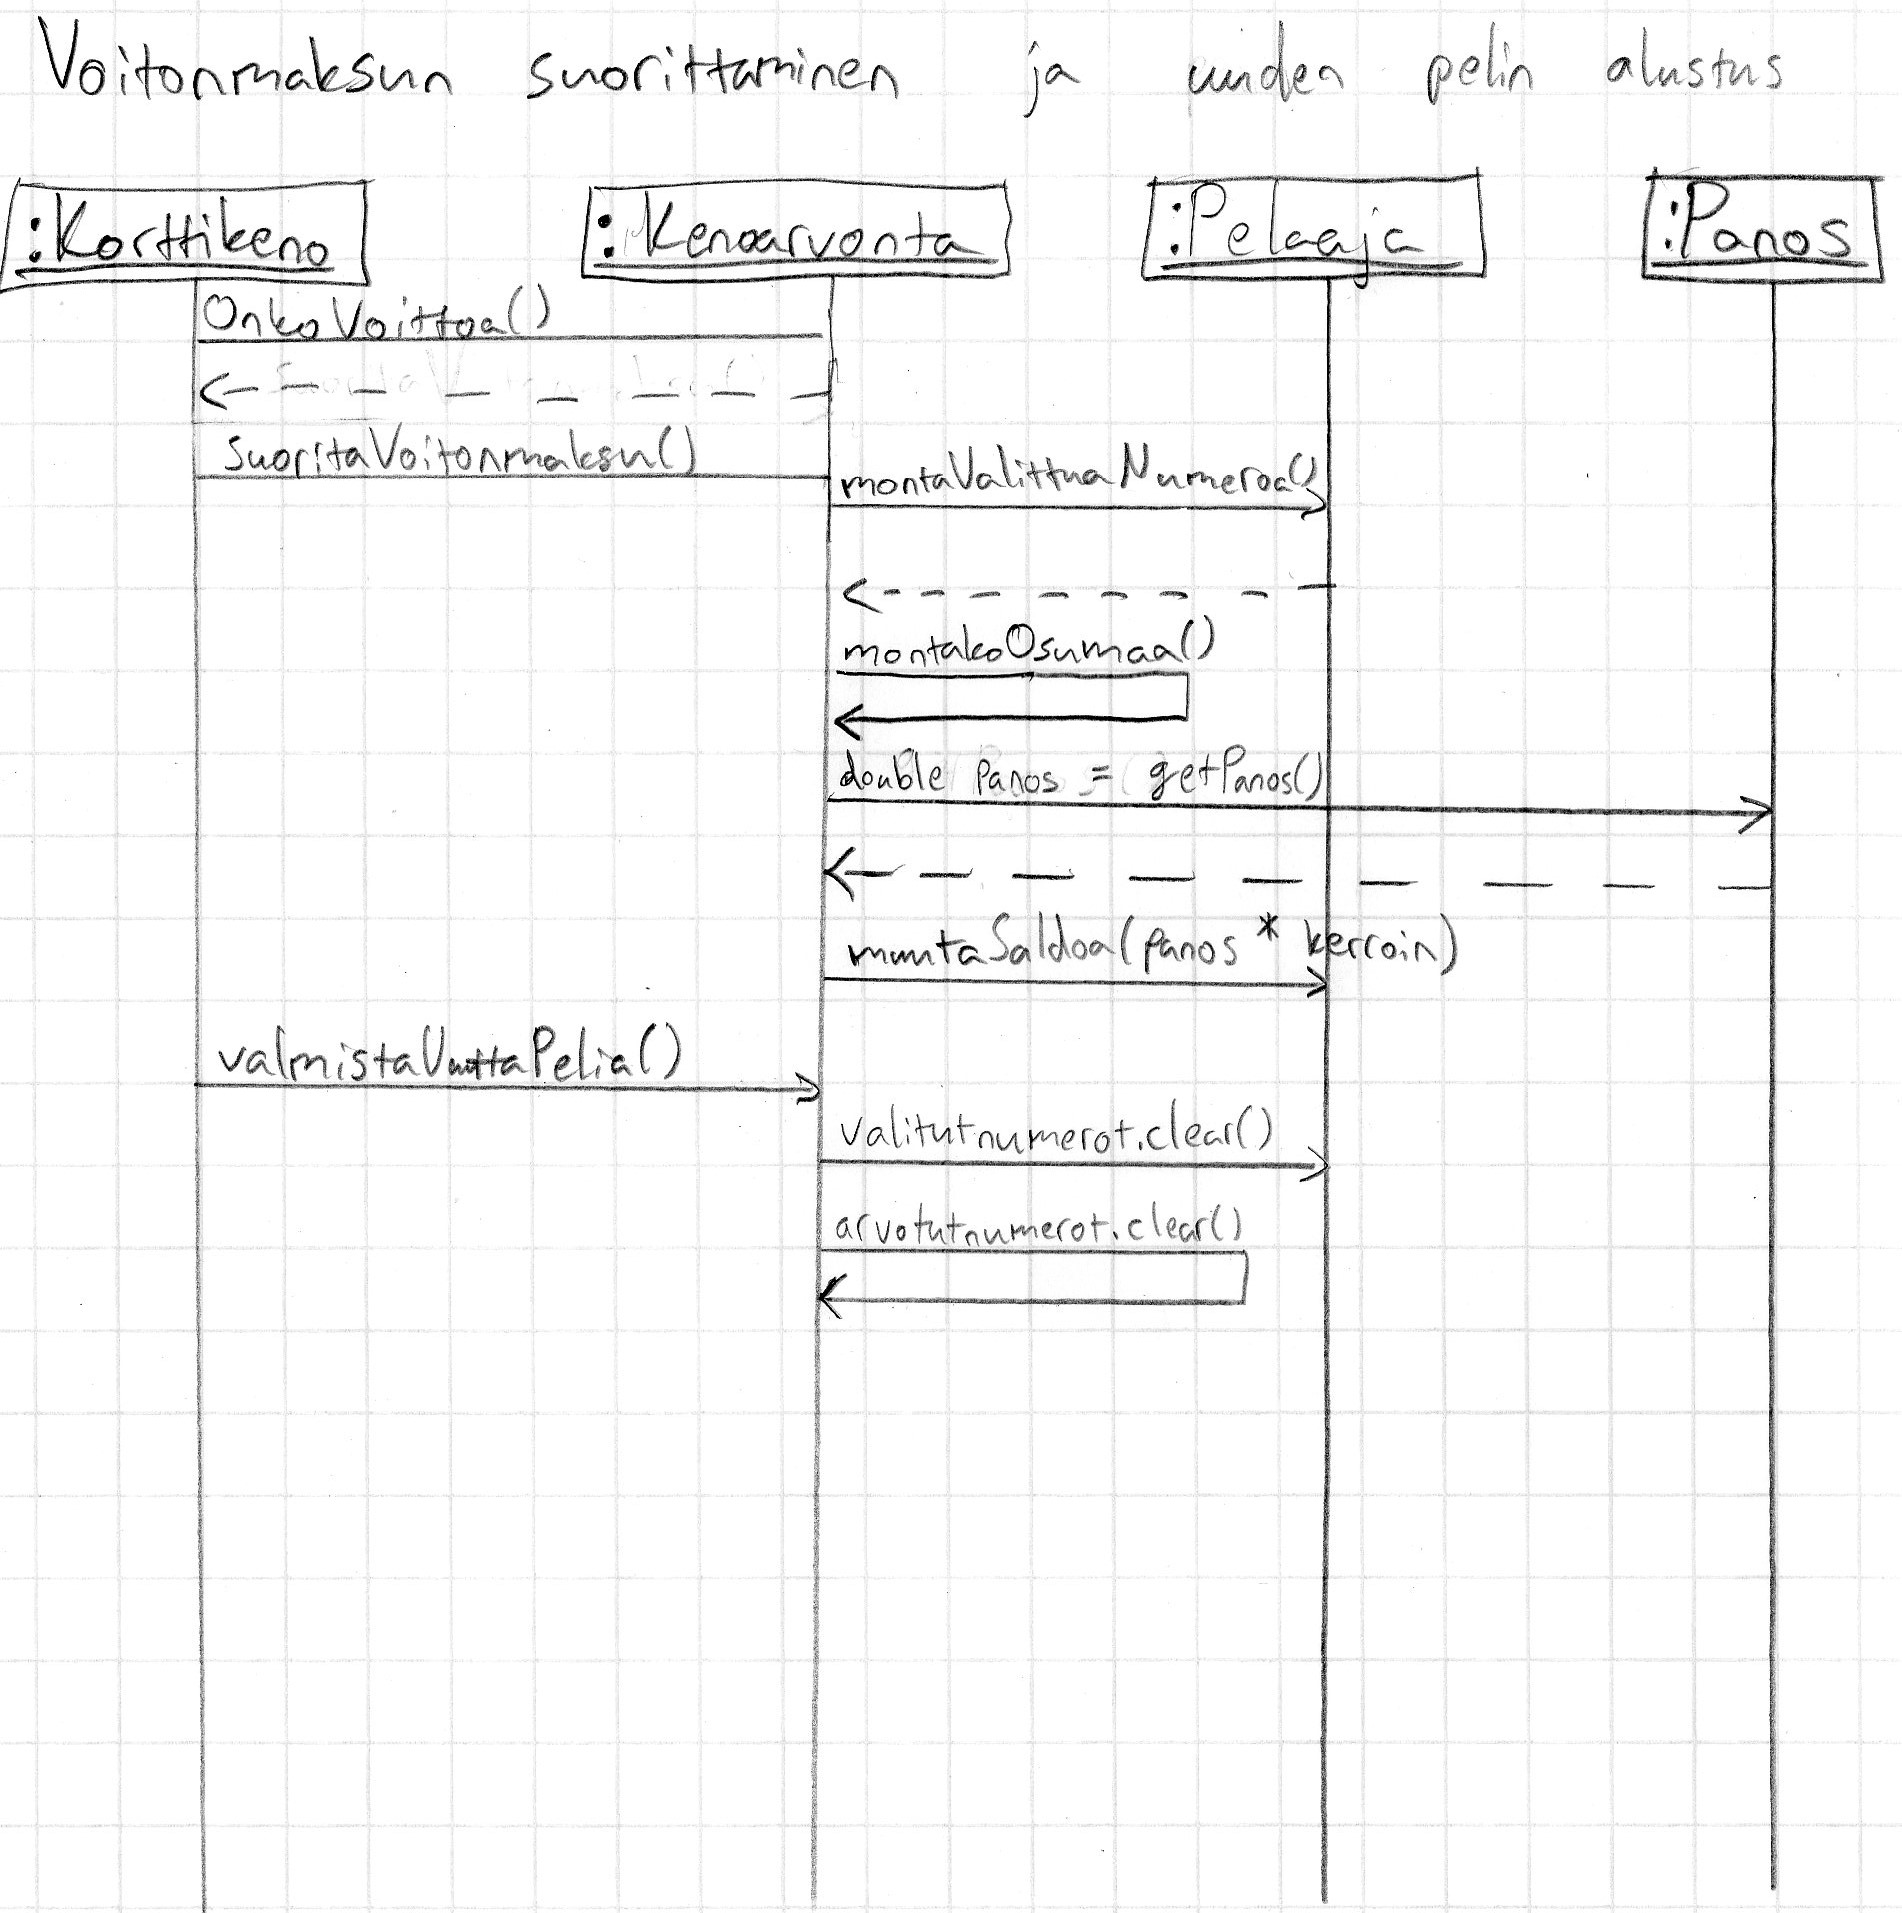 Voitonmaksun suorittaminen ja uuden pelin alustus
:Korttikeno :Kenoarvonta :Pelaaja :Panos
OnkoVoittoa()
suoritaVoitonmaksu()
montaValittuaNumeroa()
montakoOsumaa()
double panos = getPanos()
muutaSaldoa(panos * kerroin)
valmistaUuttaPelia()
valitutnumerot.clear()
arvotutnumerot.clear()